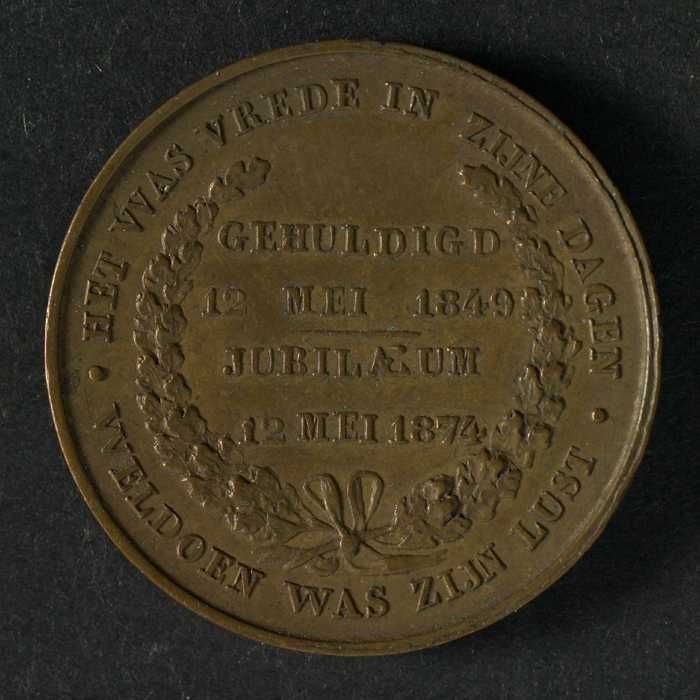 HET WAS VREDE IN ZIJNE DAGEN
• WELDOEN WAS ZIJN LUST •
GEHULDIGD
12 MEI 1849
JUBILÆUM
12 MEI 1874